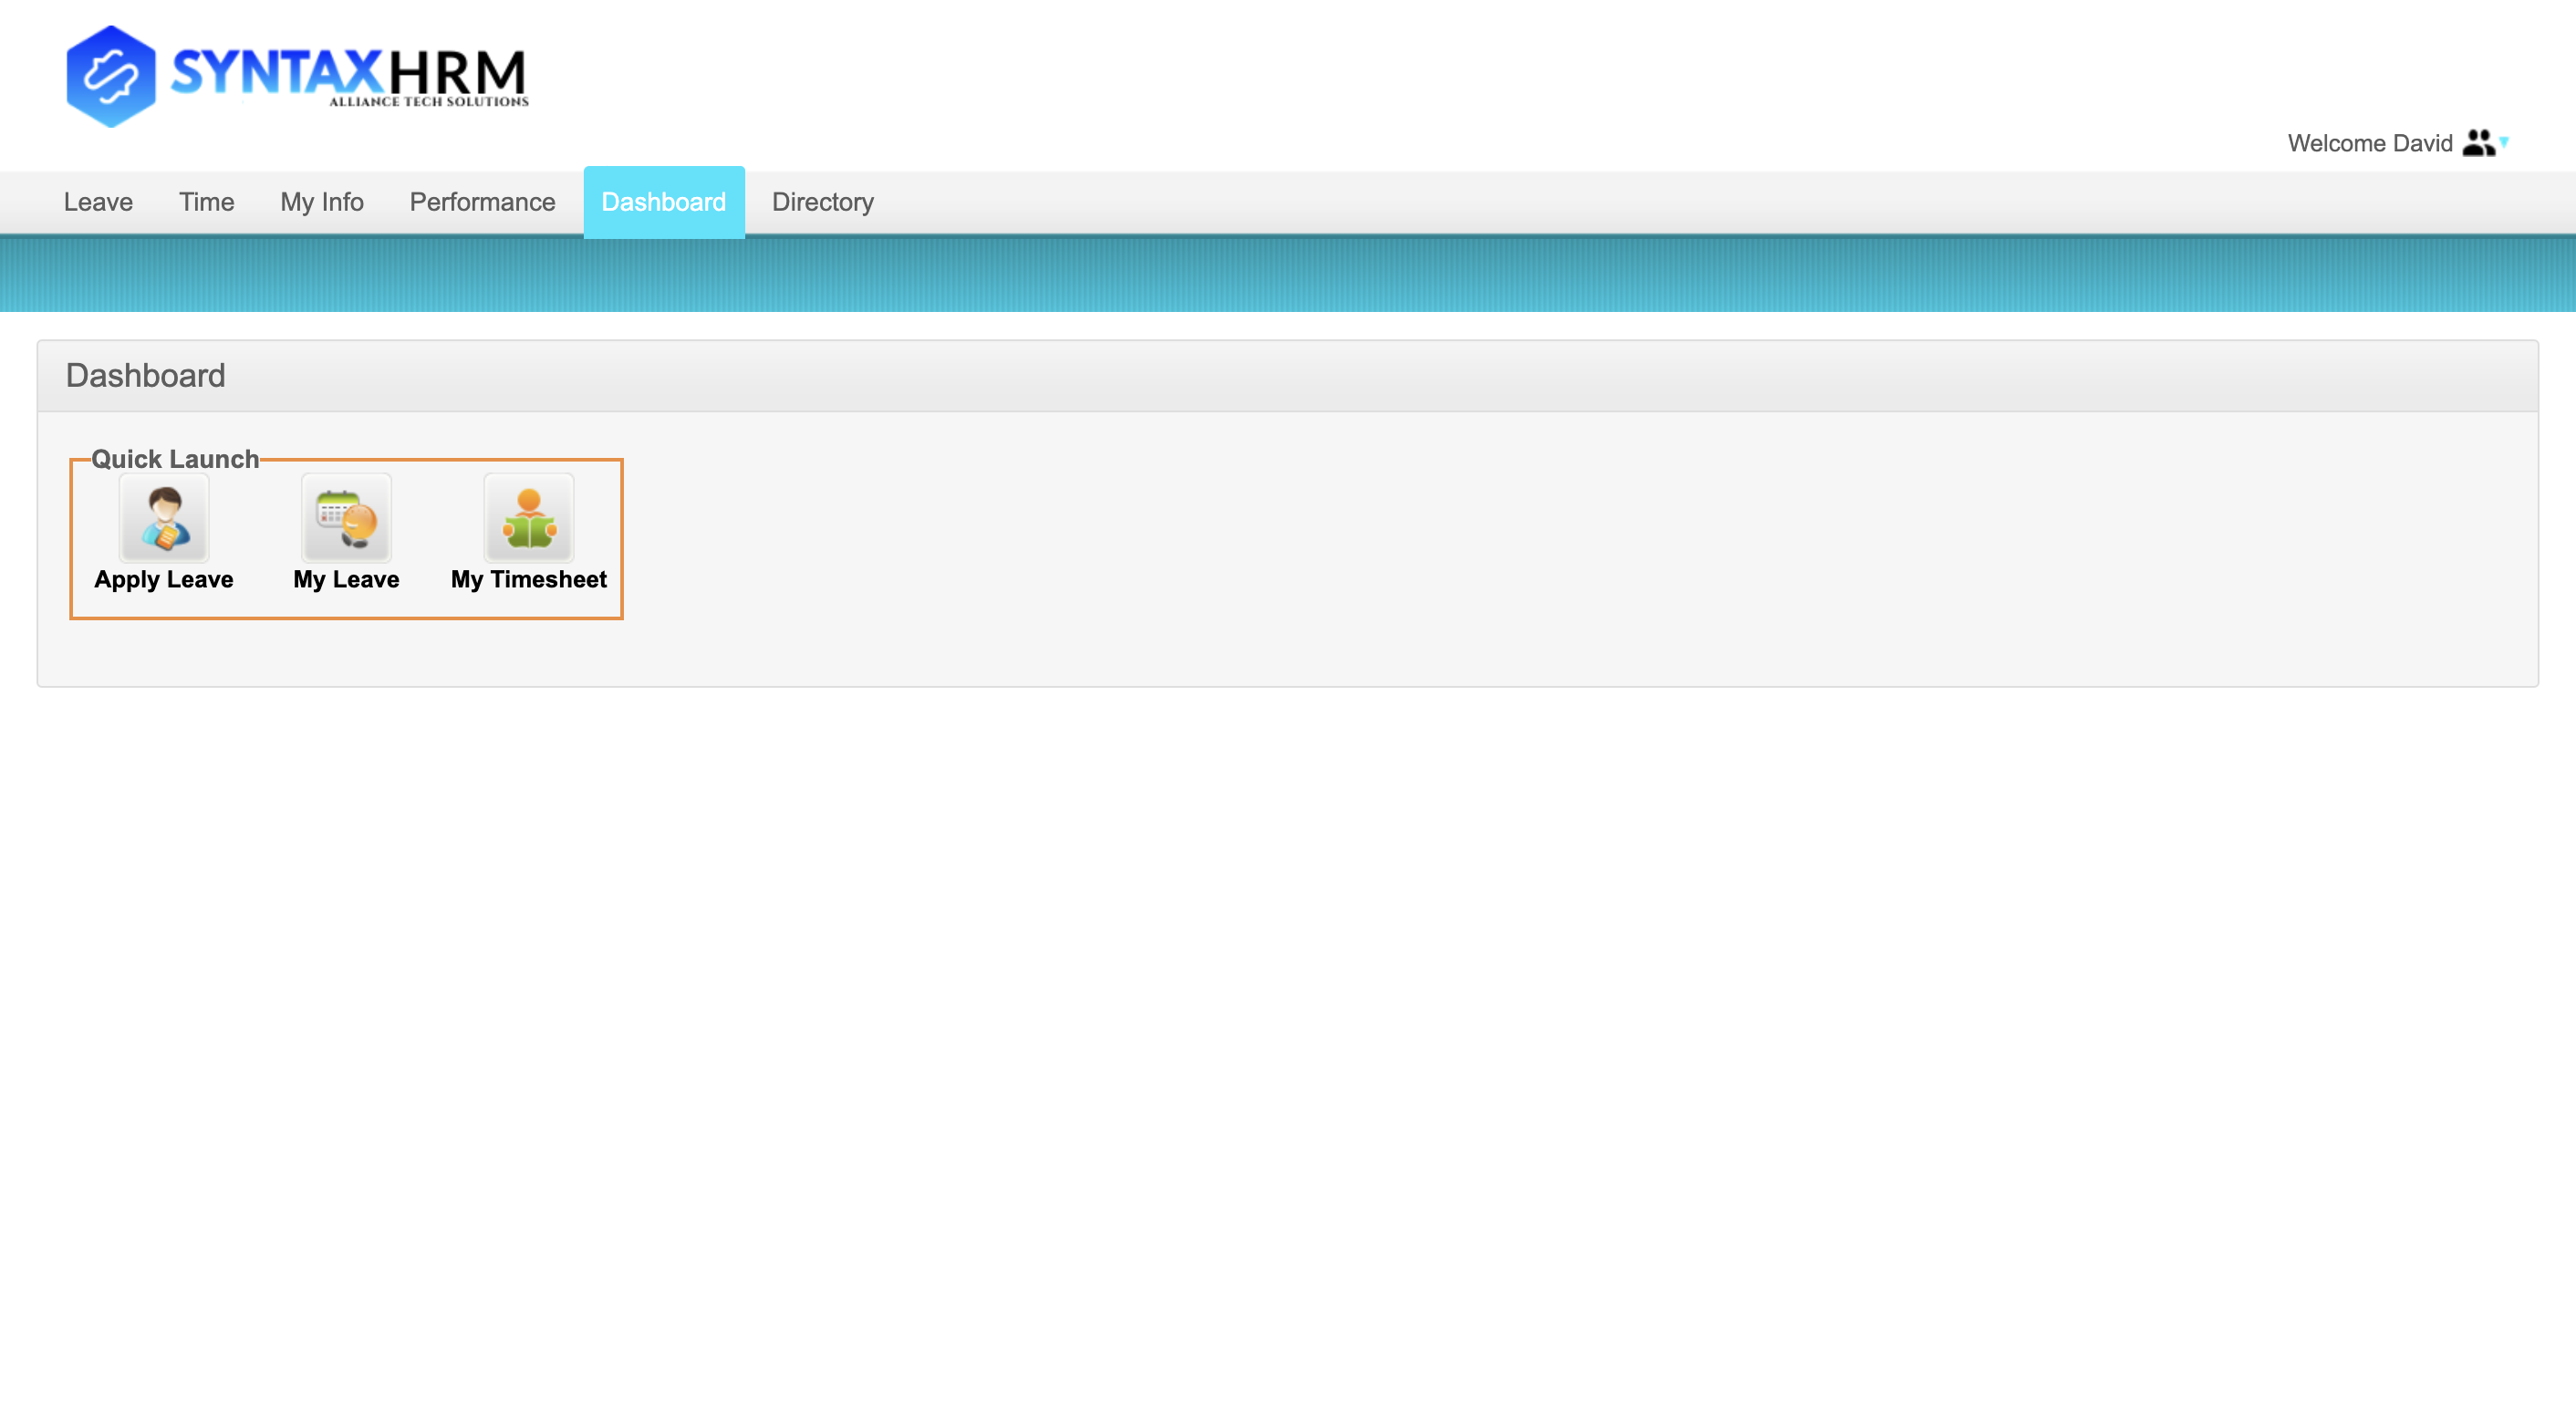 SYNTAXHRM
ALLIANCE TECH SOLUTIONS
Welcome David
Leave Time My Info Performance Dashboard Directory
Dashboard
Quick Launch
Apply Leave My Leave My Timesheet